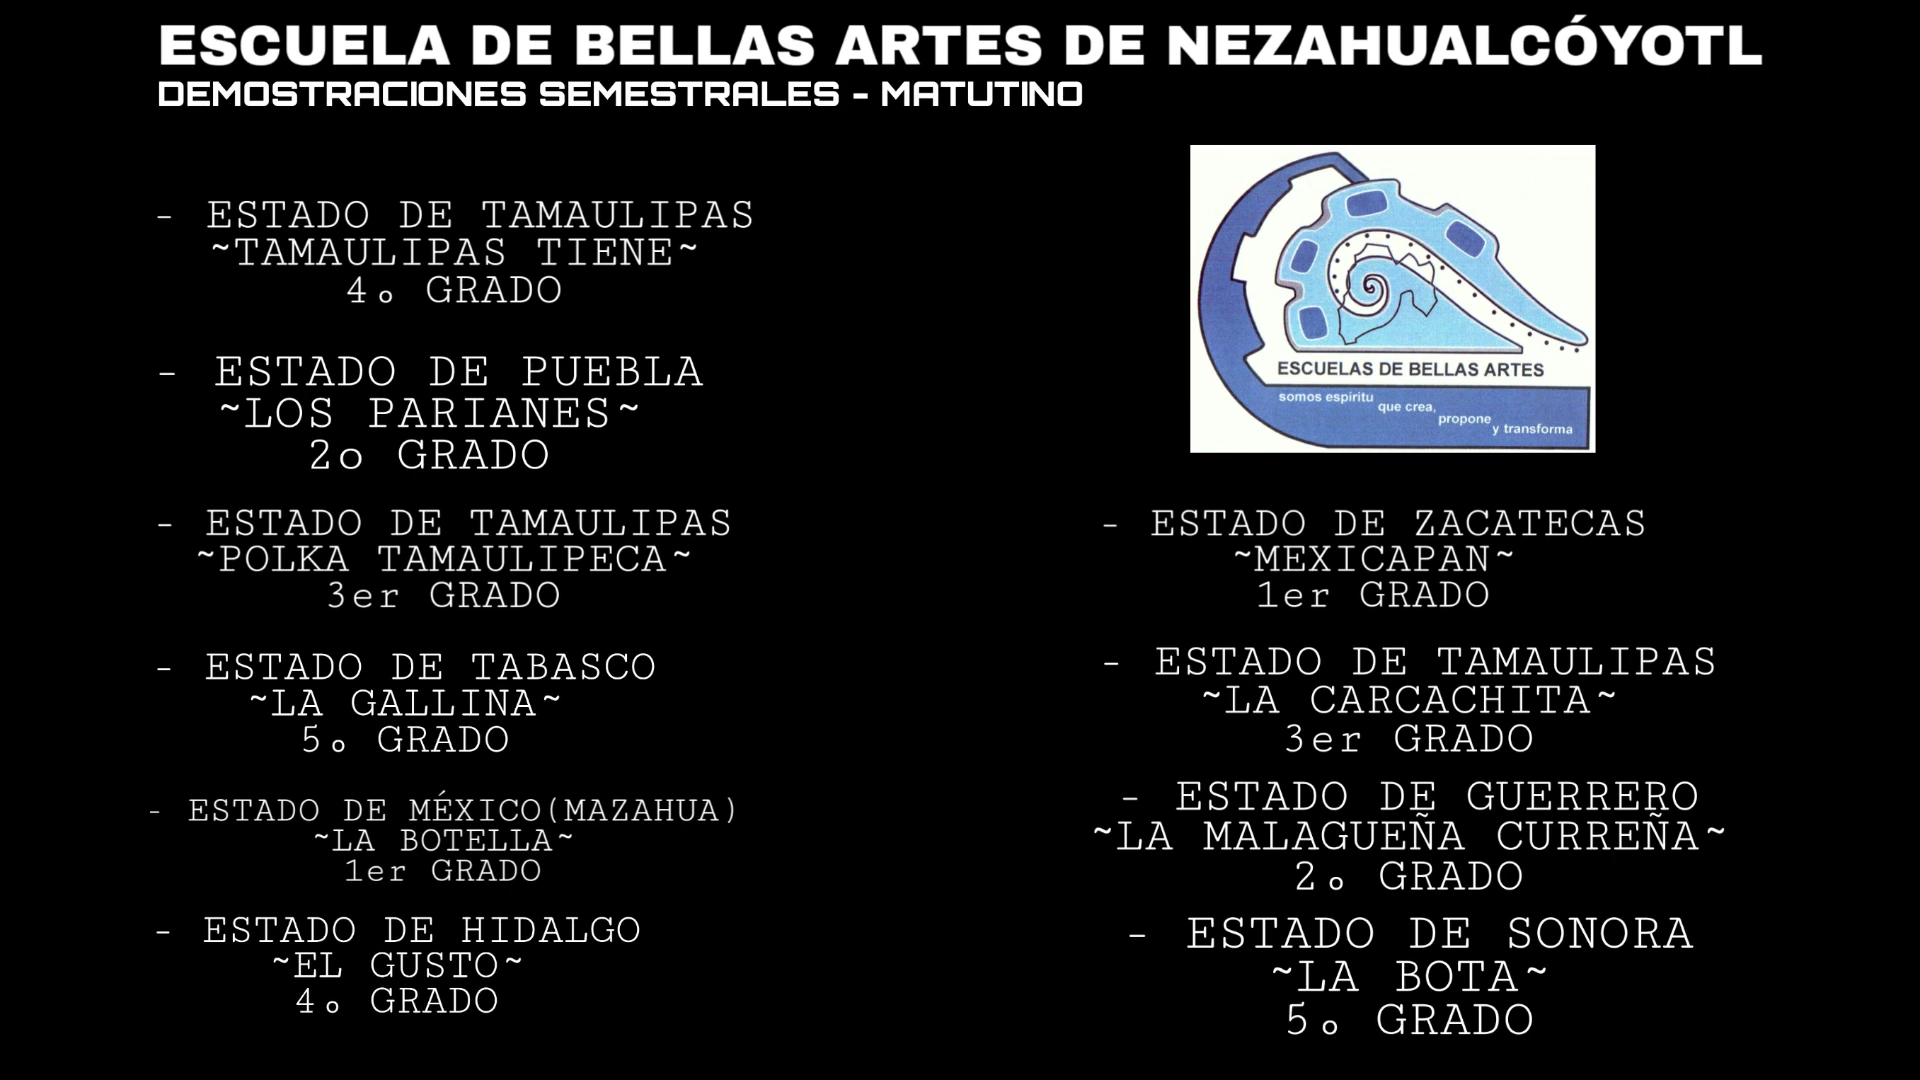 ESCUELA DE BELLAS ARTES DE NEZAHUALCÓYOTL
DEMOSTRACIONES SEMESTRALES - MATUTINO
- ESTADO DE TAMAULIPAS
~TAMAULIPAS TIENE~
4o GRADO
- ESTADO DE PUEBLA
~LOS PARIANES~
2o GRADO
- ESTADO DE TAMAULIPAS
~POLKA TAMAULIPECA~
3er GRADO
- ESTADO DE TABASCO
~LA GALLINA~
5o GRADO
- ESTADO DE MÉXICO(MAZAHUA)
~LA BOTELLA~
1er GRADO
- ESTADO DE HIDALGO
~EL GUSTO~
4o GRADO
ESCUELAS DE BELLAS ARTES
somos espiritu
que crea,
propone
y transforma
- ESTADO DE ZACATECAS
~MEXICAPAN~
1er GRADO
- ESTADO DE TAMAULIPAS
~LA CARCACHITA~
3er GRADO
- ESTADO DE GUERRERO
~LA MALAGUEÑA CURREÑA~
2o GRADO
- ESTADO DE SONORA
~LA BOTA~
5o GRADO